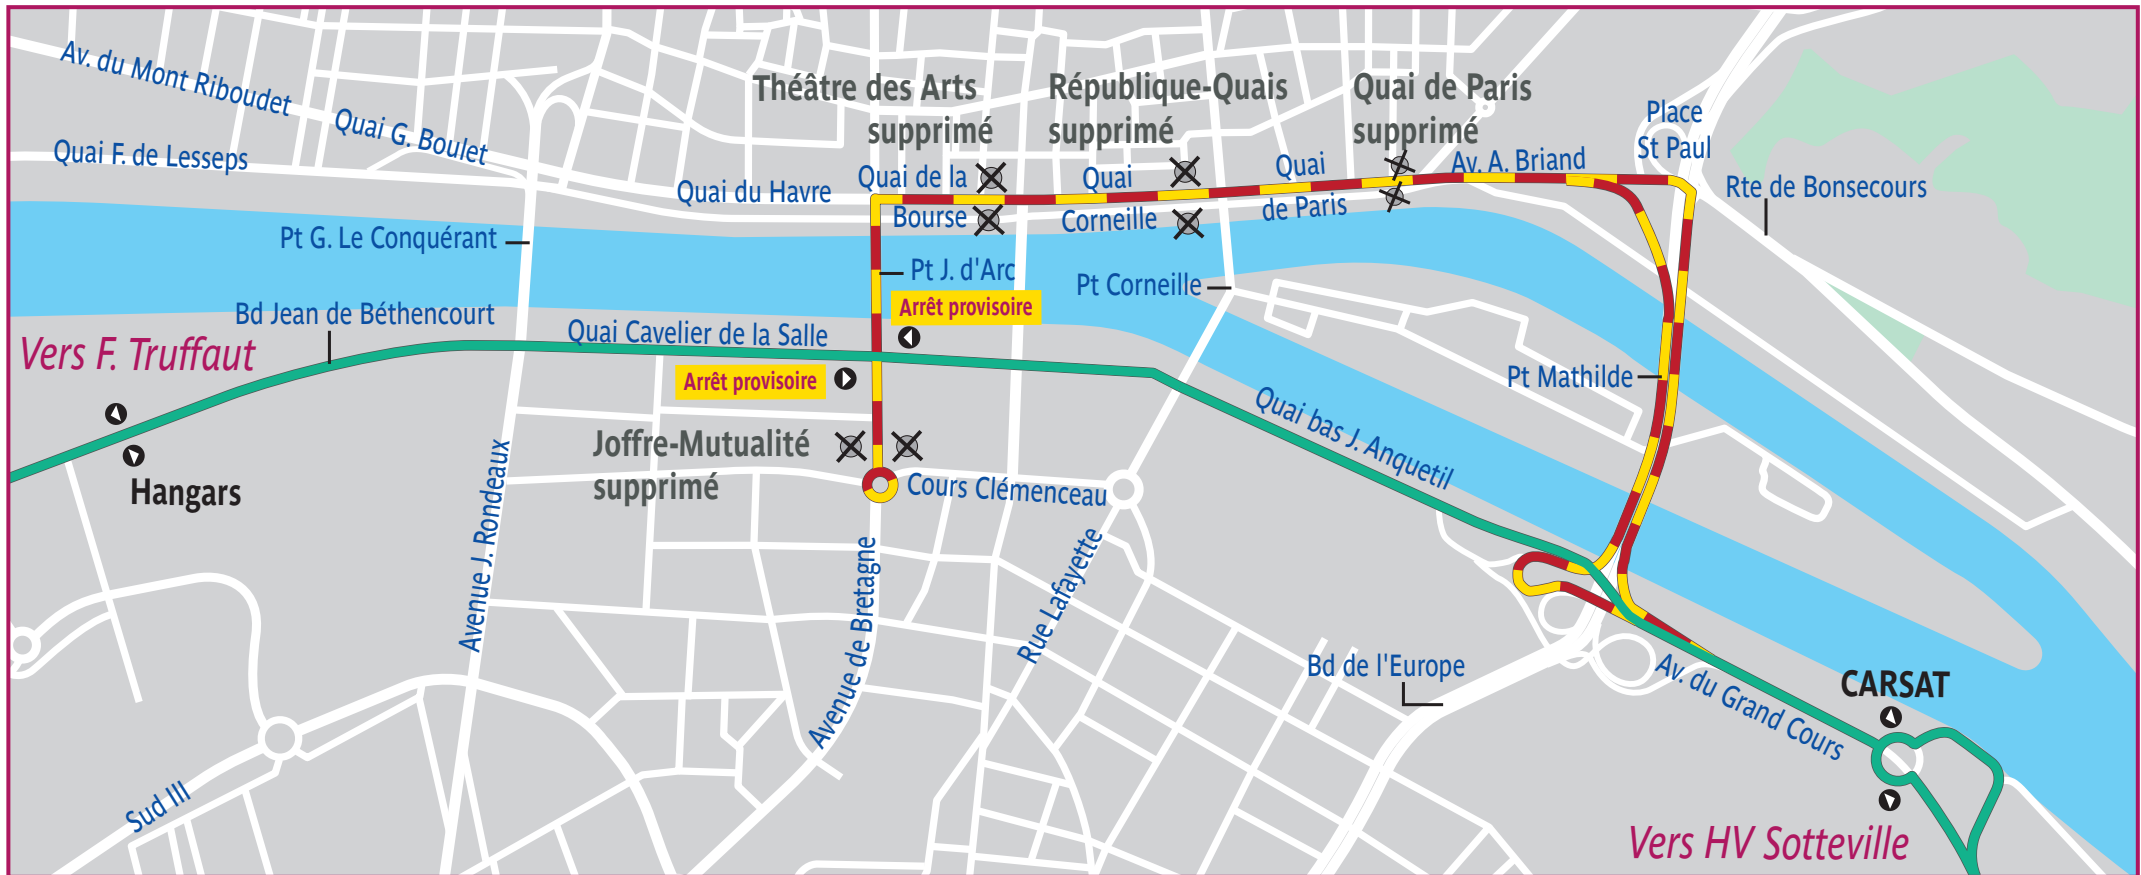 Av. du Mont Riboudet
Quai G. Boulet
Quai F. de Lesseps
Théâtre des Arts
supprimé
République-Quais
supprimé
Quai de Paris
supprimé
Place
St Paul
Quai du Havre
Quai de la
Bourse
Quai
Corneille
Quai
de Paris
Av. A. Briand
Rte de Bonsecours
Pt G. Le Conquérant
Pt J. d'Arc
Pt Corneille
Arrêt provisoire
Bd Jean de Béthencourt
Quai Cavelier de la Salle
Vers F. Truffaut
Arrêt provisoire
Pt Mathilde
Quai bas J. Anquetil
Joffre-Mutualité
supprimé
Hangars
Cours Clémenceau
Avenue J. Rondeaux
Avenue de Bretagne
Rue Lafayette
Bd de l'Europe
Av. du Grand Cours
CARSAT
Sud III
Vers HV Sotteville